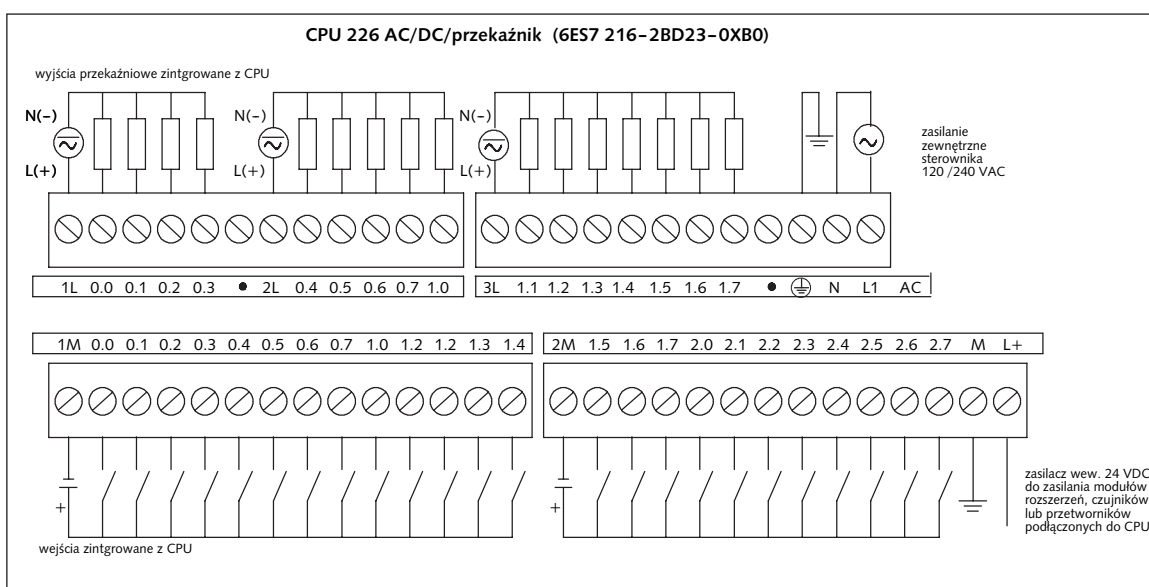 CPU 226 AC/DC/przekaźnik (6ES7 216-2BD23-0XB0)
wyjścia przekaźniowe zintgrowane z CPU
N(-) N(-) N(-)
L(+) L(+) L(+)
zasilanie
zewnętrzne
sterownika
120 /240 VAC
1L 0.0 0.1 0.2 0.3 • 2L 0.4 0.5 0.6 0.7 1.0 3L 1.1 1.2 1.3 1.4 1.5 1.6 1.7 • N L1 AC
1M 0.0 0.1 0.2 0.3 0.4 0.5 0.6 0.7 1.0 1.2 1.2 1.3 1.4 2M 1.5 1.6 1.7 2.0 2.1 2.2 2.3 2.4 2.5 2.6 2.7 M L+
+ +
zasilacz wew. 24 VDC
do zasilania modułów
rozszerzeń, czujników
lub przetworników
podłączonych do CPU
wejścia zintgrowane z CPU